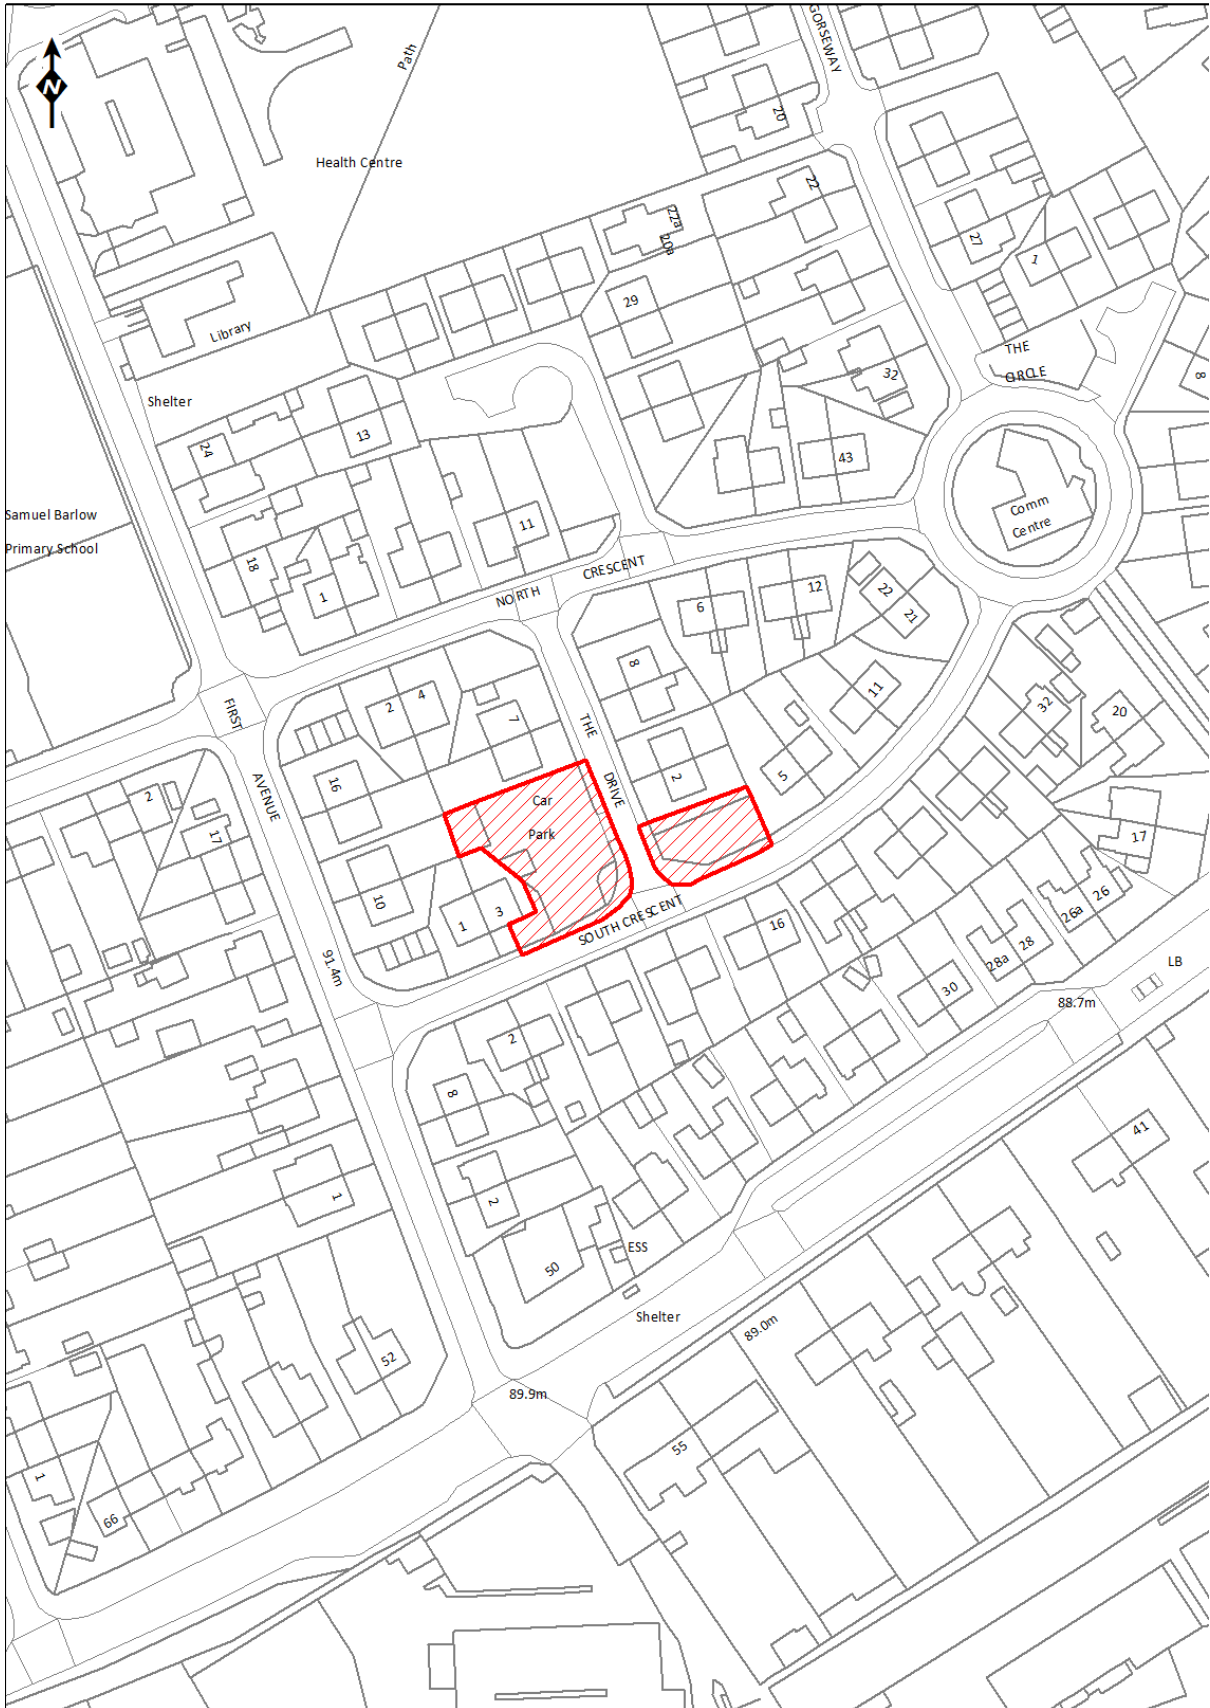 GORSEWAY
N
Path
20
Health Centre
22
22a
20a
27
1
29
Library
THE
CIRCLE
32
8
Shelter
13
24
43
Samuel Barlow
Primary School
Comm
Centre
11
18
1
CRESCENT
NORTH
6
12
22
21
8
11
FIRST
2
4
7
THE
32
20
AVENUE
16
2
5
DRIVE
2
Car
Park
17
17
10
1
3
SOUTH CRESCENT
16
26a
26
28a
28
30
91.4m
LB
88.7m
2
8
41
1
2
ESS
50
Shelter
89.0m
52
89.9m
55
1
66